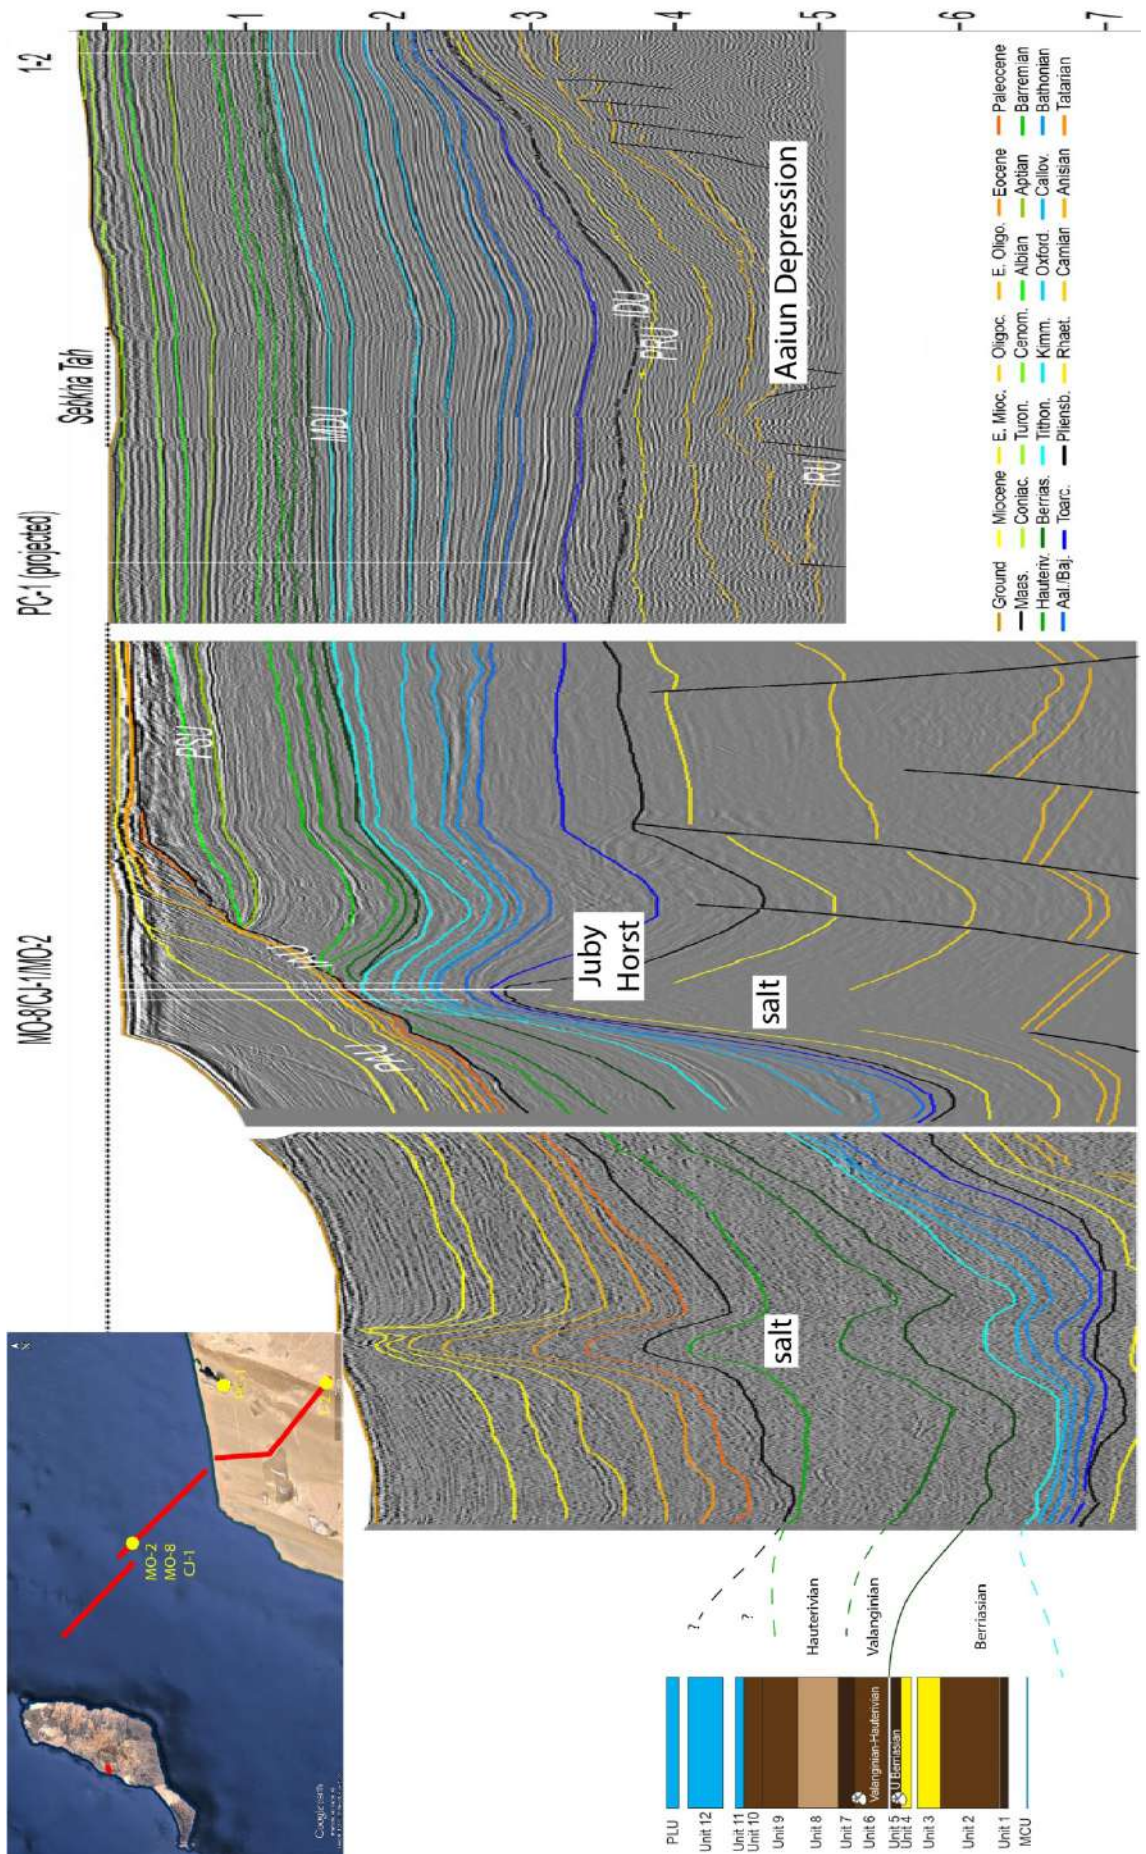 1-2
Sebkha Tah
PC-1 (projected)
MO-8/CJ-1/MO-2
0
-1
-2
-3
-4
-5
-6
-7
MDU
IDU
PRU
IRU
Aaiun Depression
PSU
PMU
Juby
Horst
salt
salt
Ground
Miocene
E. Mioc.
Oligoc.
E. Oligo.
Eocene
Paleocene
Maas.
Coniac.
Turon.
Cenom.
Albian
Aptian
Barremian
Hauteriv.
Berrias.
Tithon.
Kimm.
Oxford.
Callov.
Bathonian
Aal./Baj.
Toarc.
Pliensb.
Rhaet.
Carnian
Anisian
Tatarian
N
MO-2
MO-8
CJ-1
PC-1
?
?
Hauterivian
Valanginian
Berriasian
PLU
Unit 12
Unit 11
Unit 10
Unit 9
Unit 8
Unit 7
Unit 6
Unit 5
Unit 4
Unit 3
Unit 2
Unit 1
MCU
Valanginian-Hauterivian
U Berriasian